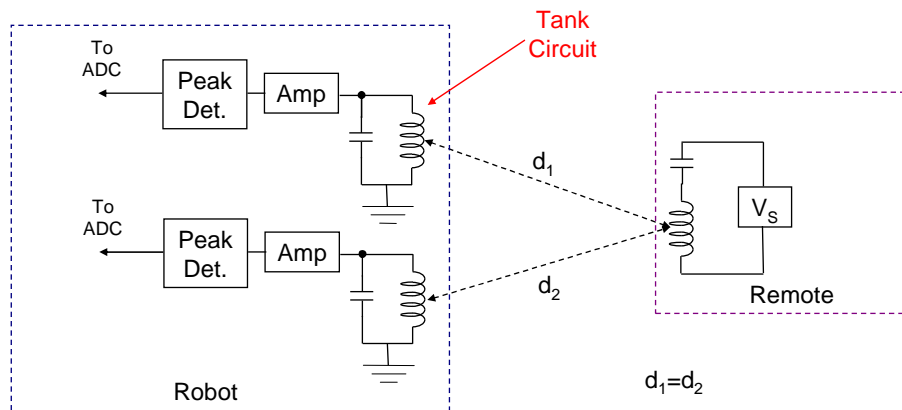 Tank
Circuit
To
ADC
Peak
Det.
Amp
d1
VS
To
ADC
Peak
Det.
Amp
d2
Remote
Robot
d1=d2